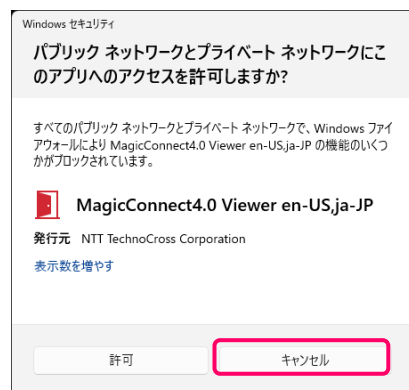 Windows セキュリティ
パブリック ネットワークとプライベート ネットワークにこ
のアプリへのアクセスを許可しますか?
すべてのパブリック ネットワークとプライベート ネットワークで、Windows ファイ
アウォールにより MagicConnect4.0 Viewer en-US,ja-JP の機能のいくつ
かがブロックされています。
MagicConnect4.0 Viewer en-US,ja-JP
発行元 NTT TechnoCross Corporation
表示数を増やす
許可
キャンセル